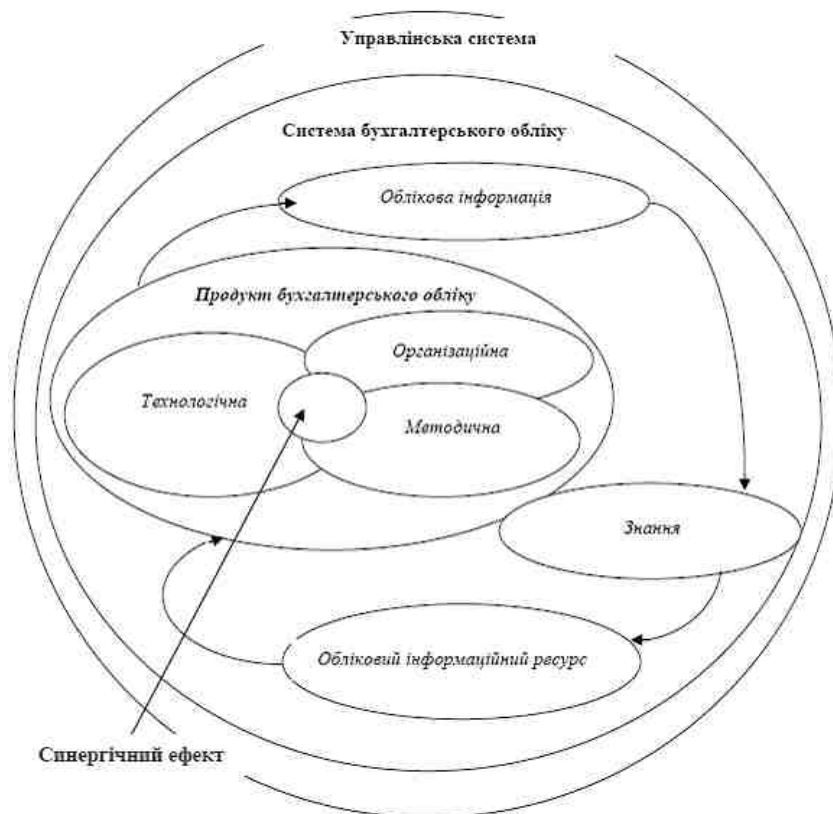 Управлінська система
Система бухгалтерського обліку
Облікова інформація
Продукт бухгалтерського обліку
Організаційна
Технологічна
Методична
Знання
Обліковий інформаційний ресурс
Синергічний ефект